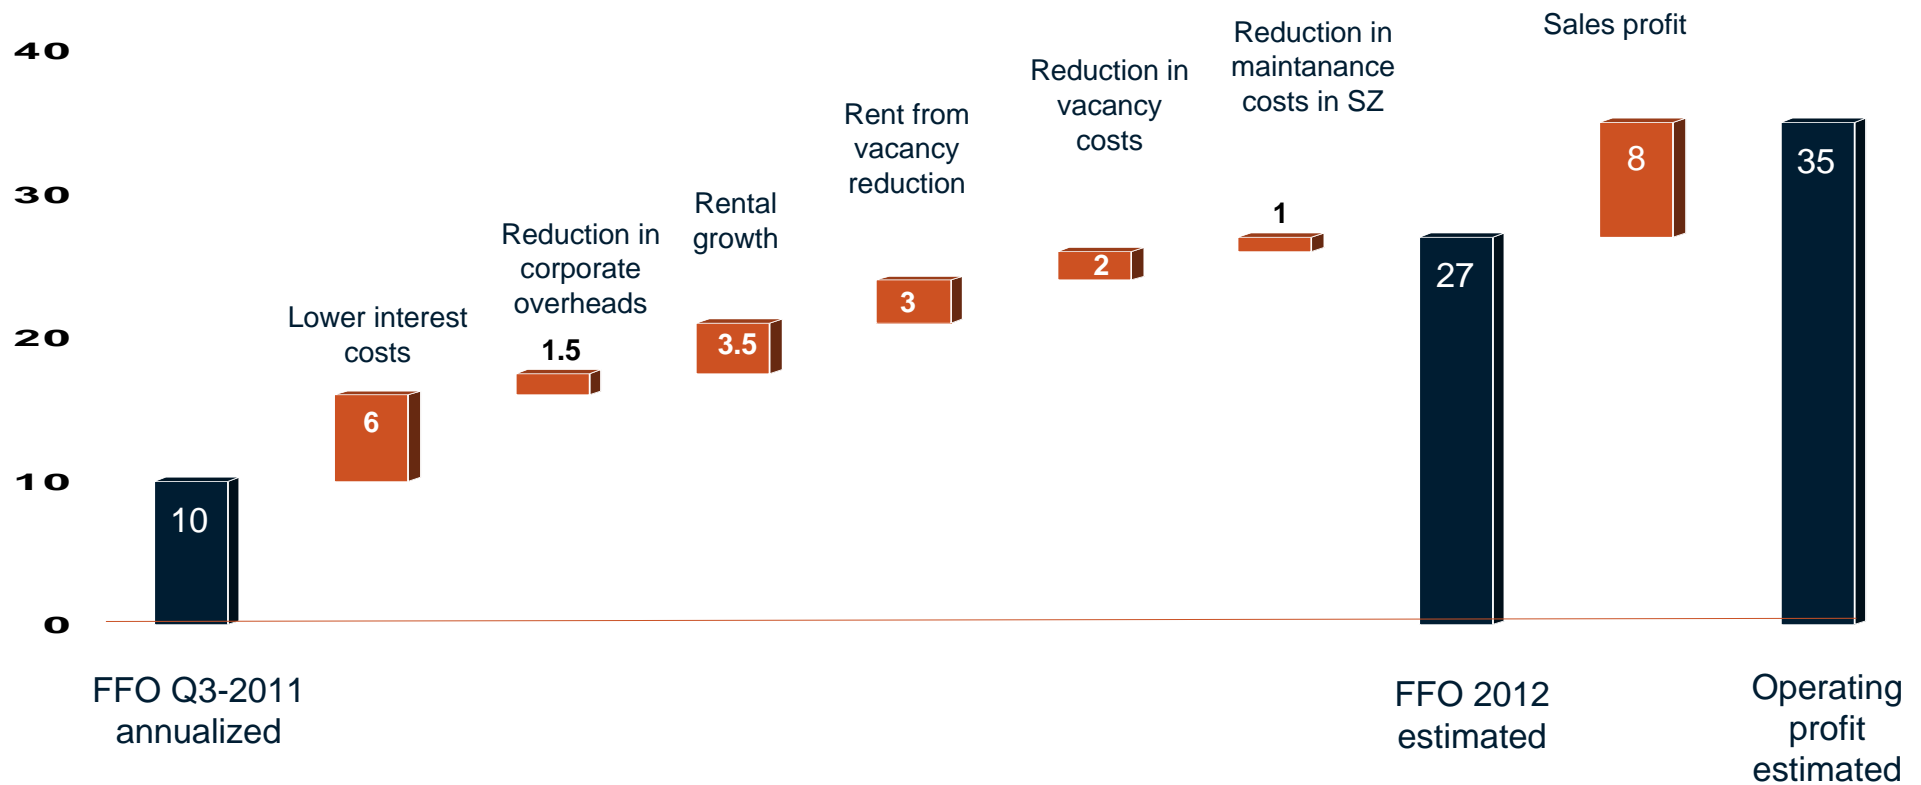 40
30
20
10
0
10
FFO Q3-2011
annualized
Lower interest
costs
6
Reduction in
corporate
overheads
1.5
Rental
growth
3.5
Rent from
vacancy
reduction
3
Reduction in
vacancy
costs
2
Reduction in
maintanance
costs in SZ
1
27
FFO 2012
estimated
Sales profit
8
35
Operating
profit
estimated